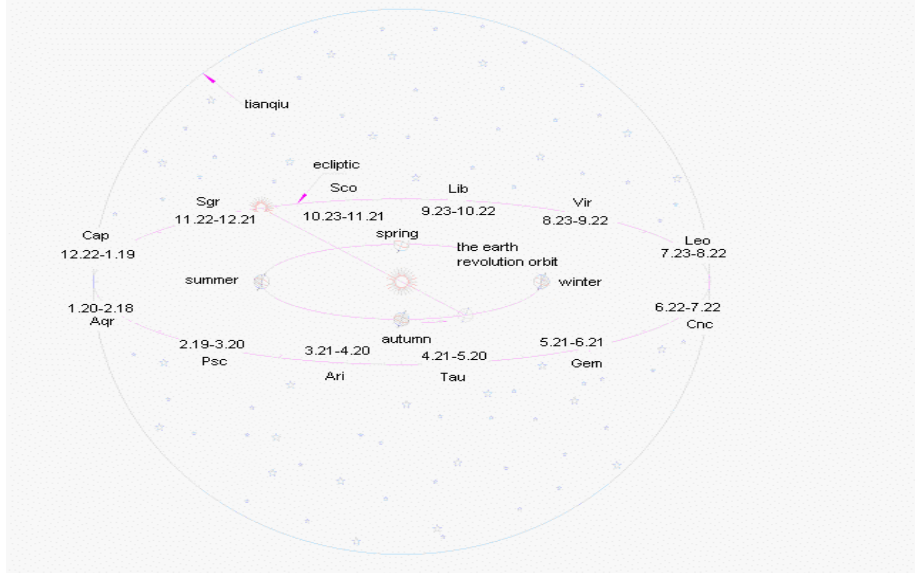 tianqiu
ecliptic
Sco
Lib
Sgr
Vir
11.22-12.21
10.23-11.21
9.23-10.22
8.23-9.22
Cap
12.22-1.19
spring
the earth
revolution orbit
Leo
7.23-8.22
summer
winter
1.20-2.18
Aqr
6.22-7.22
Cnc
autumn
2.19-3.20
Psc
3.21-4.20
Ari
4.21-5.20
Tau
5.21-6.21
Gem